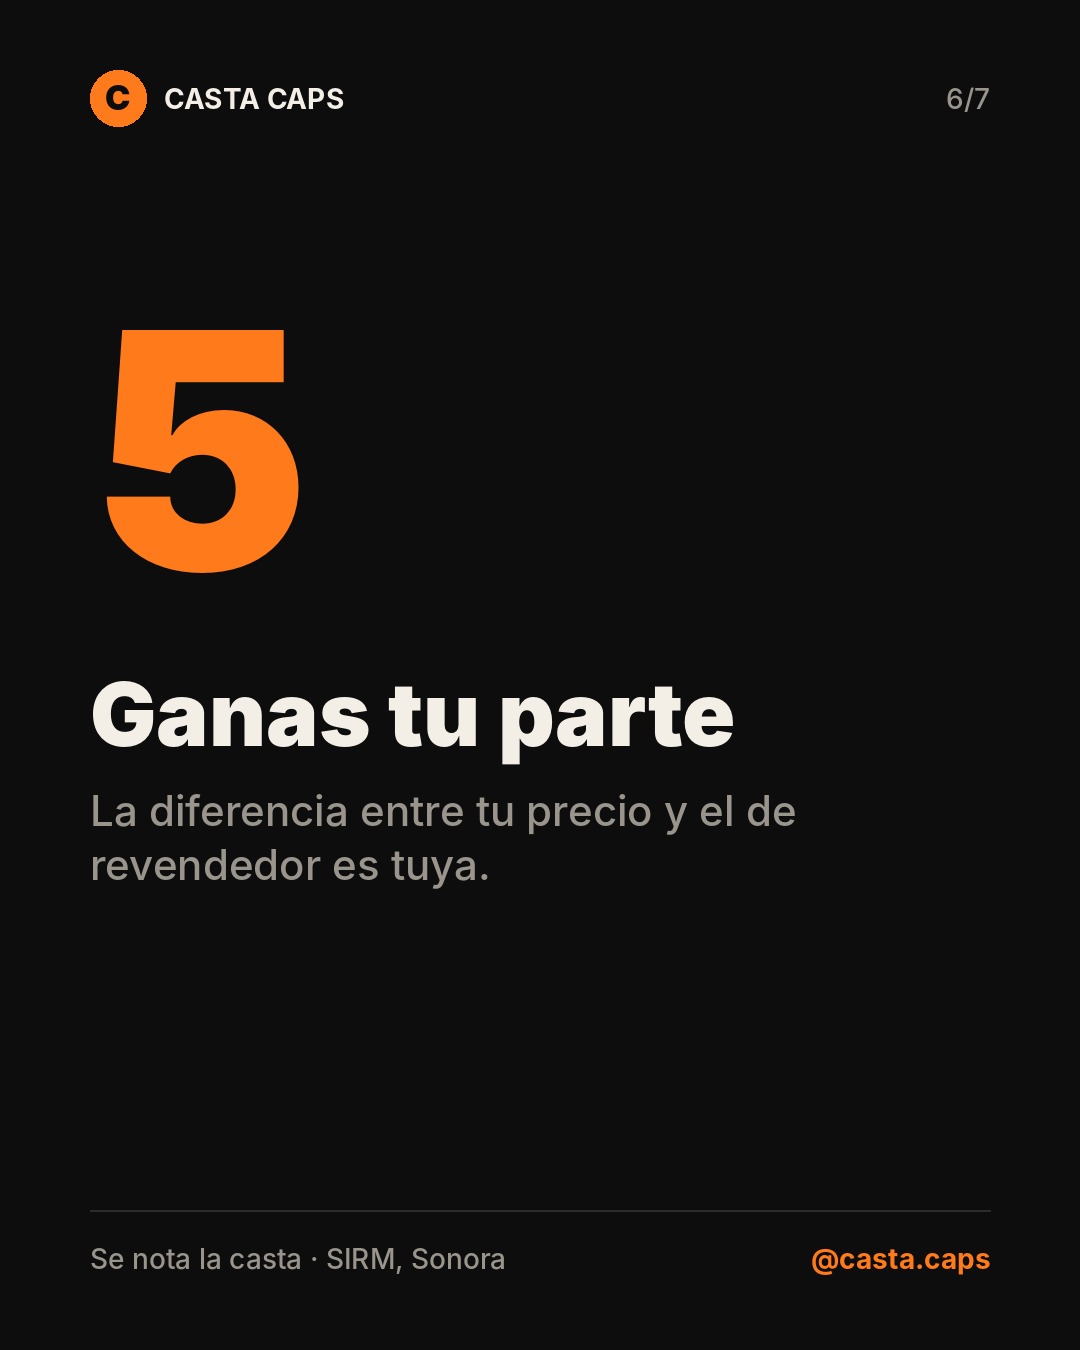 C CASTA CAPS
6/7
5
Ganas tu parte
La diferencia entre tu precio y el de
revendedor es tuya.
Se nota la casta · SIRM, Sonora
@casta.caps